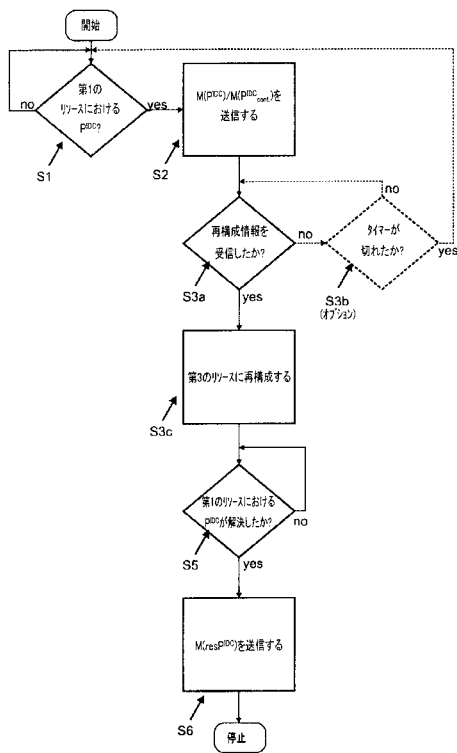 開始
第1の
リソースにおける
P^IDC?
no
yes
S1
M(P^IDC)/M(P^IDC_cont.)を
送信する
S2
no
再構成情報を
受信したか?
no
タイマーが
切れたか?
yes
S3a
yes
S3b
(オプション)
第3のリソースに再構成する
S3c
第1のリソースにおける
P^IDCが解決したか?
no
S5
yes
M(resP^IDC)を送信する
S6
停止